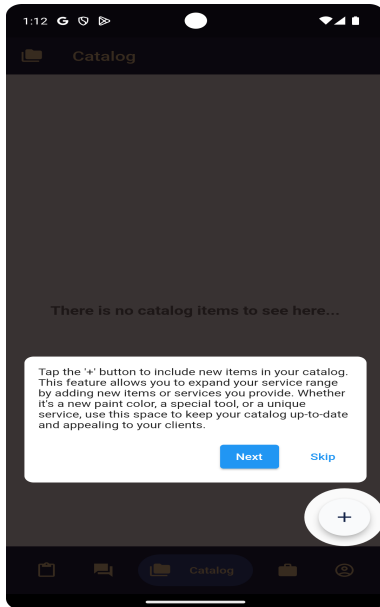 1:12
Catalog
There is no catalog items to see here...
Tap the '+' button to include new items in your catalog.
This feature allows you to expand your service range
by adding new items or services you provide. Whether
it's a new paint color, a special tool, or a unique
service, use this space to keep your catalog up-to-date
and appealing to your clients.
Next Skip
+
Catalog